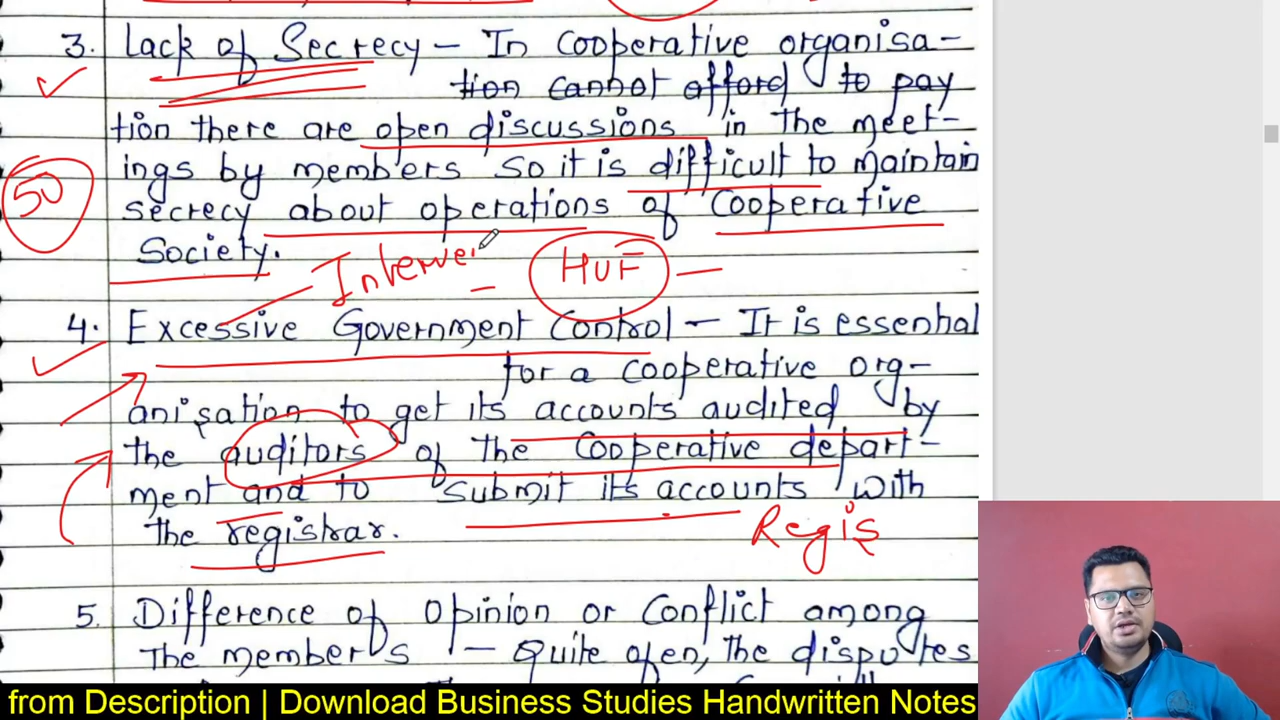 3. Lack of Secrecy – In Cooperative organisa-
tion cannot afford to pay
tion there are open discussions in the meet-
ings by members so it is difficult to maintain
50
secrecy about operations of Cooperative
Society.
Interve
HUF
4. Excessive Government Control – It is essential
for a cooperative org-
anisation to get its accounts audited by
the auditors of the Cooperative depart-
ment and to submit its accounts with
the registrar.
Regis
5. Difference of Opinion or Conflict among
The members – Quite ofen, the disputes
from Description | Download Business Studies Handwritten Notes